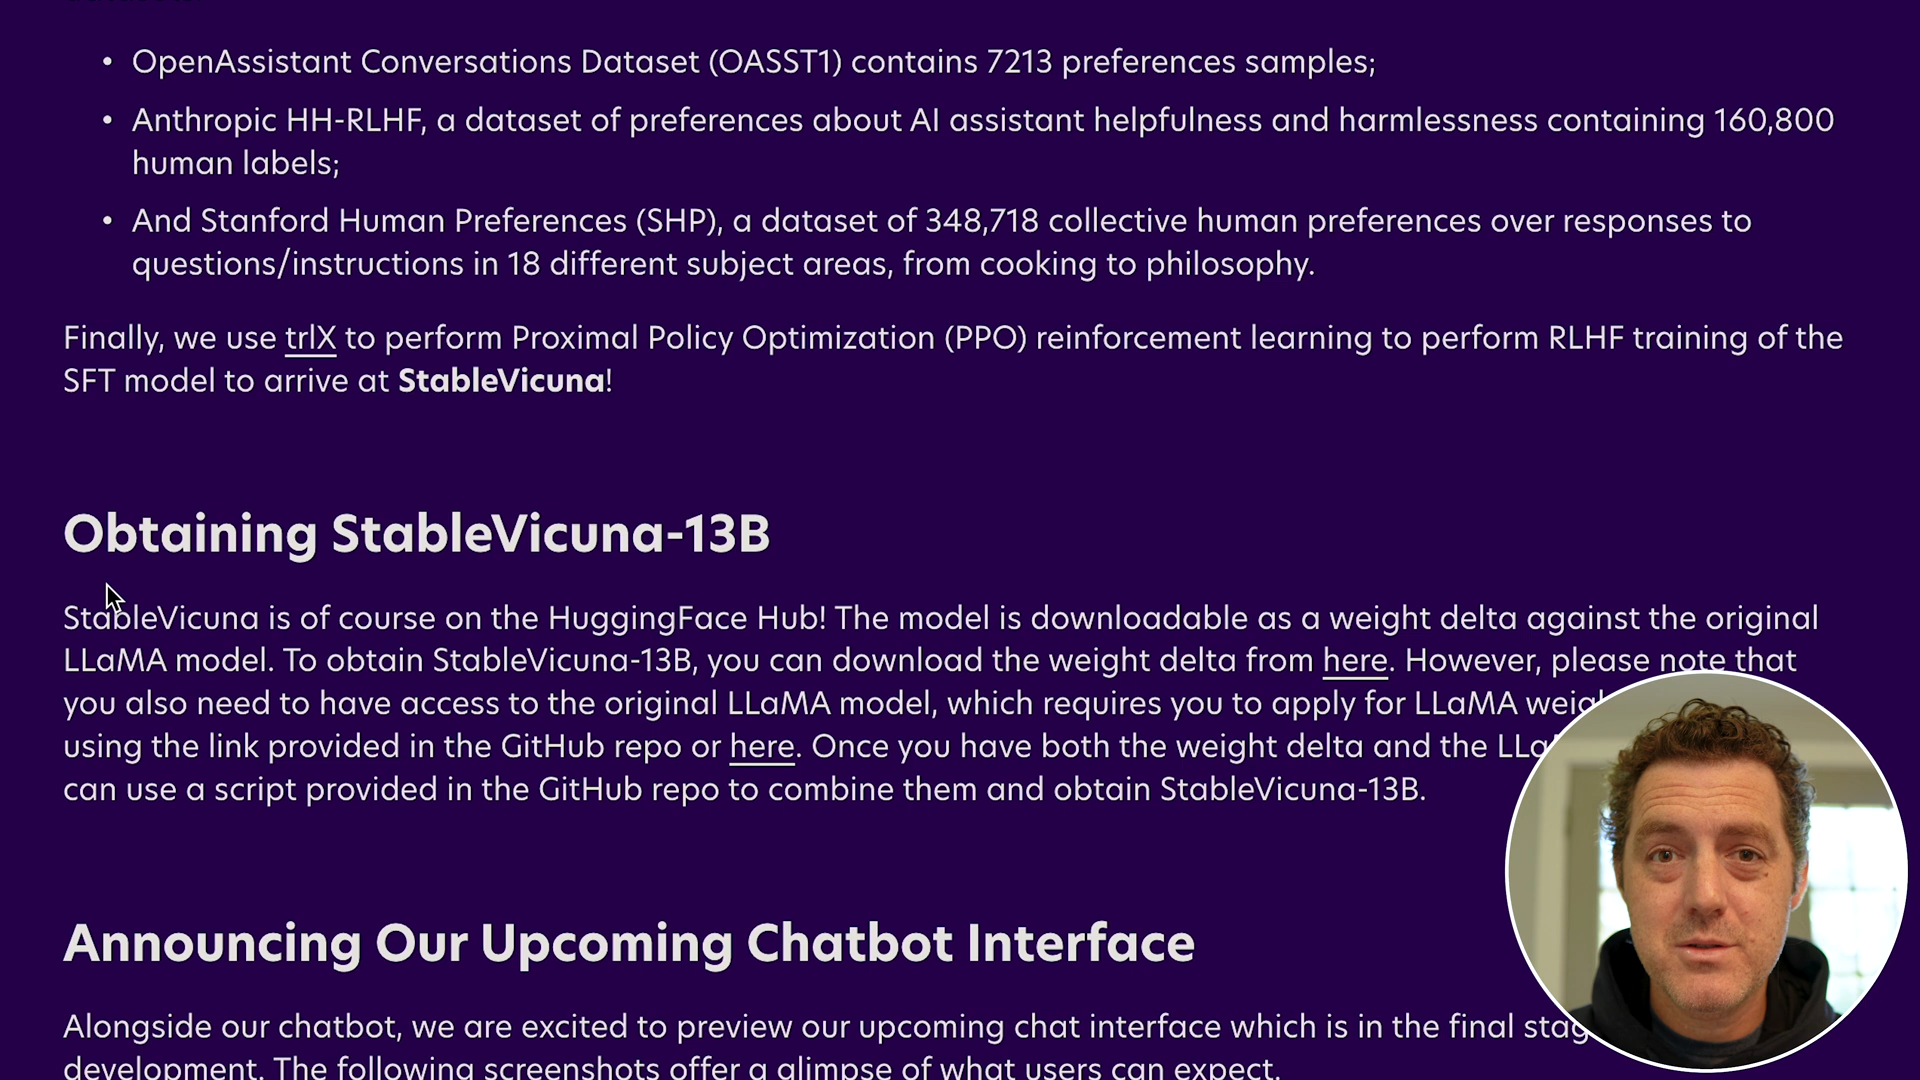 • OpenAssistant Conversations Dataset (OASST1) contains 7213 preferences samples;
• Anthropic HH-RLHF, a dataset of preferences about AI assistant helpfulness and harmlessness containing 160,800
human labels;
• And Stanford Human Preferences (SHP), a dataset of 348,718 collective human preferences over responses to
questions/instructions in 18 different subject areas, from cooking to philosophy.
Finally, we use trlX to perform Proximal Policy Optimization (PPO) reinforcement learning to perform RLHF training of the
SFT model to arrive at StableVicuna!
Obtaining StableVicuna-13B
StableVicuna is of course on the HuggingFace Hub! The model is downloadable as a weight delta against the original
LLaMA model. To obtain StableVicuna-13B, you can download the weight delta from here. However, please note that
you also need to have access to the original LLaMA model, which requires you to apply for LLaMA
using the link provided in the GitHub repo or here. Once you have both the weight delta and the
can use a script provided in the GitHub repo to combine them and obtain StableVicuna-13B.
Announcing Our Upcoming Chatbot Interface
Alongside our chatbot, we are excited to preview our upcoming chat interface which is in the final
development. The following screenshots offer a glimpse of what users can expect.